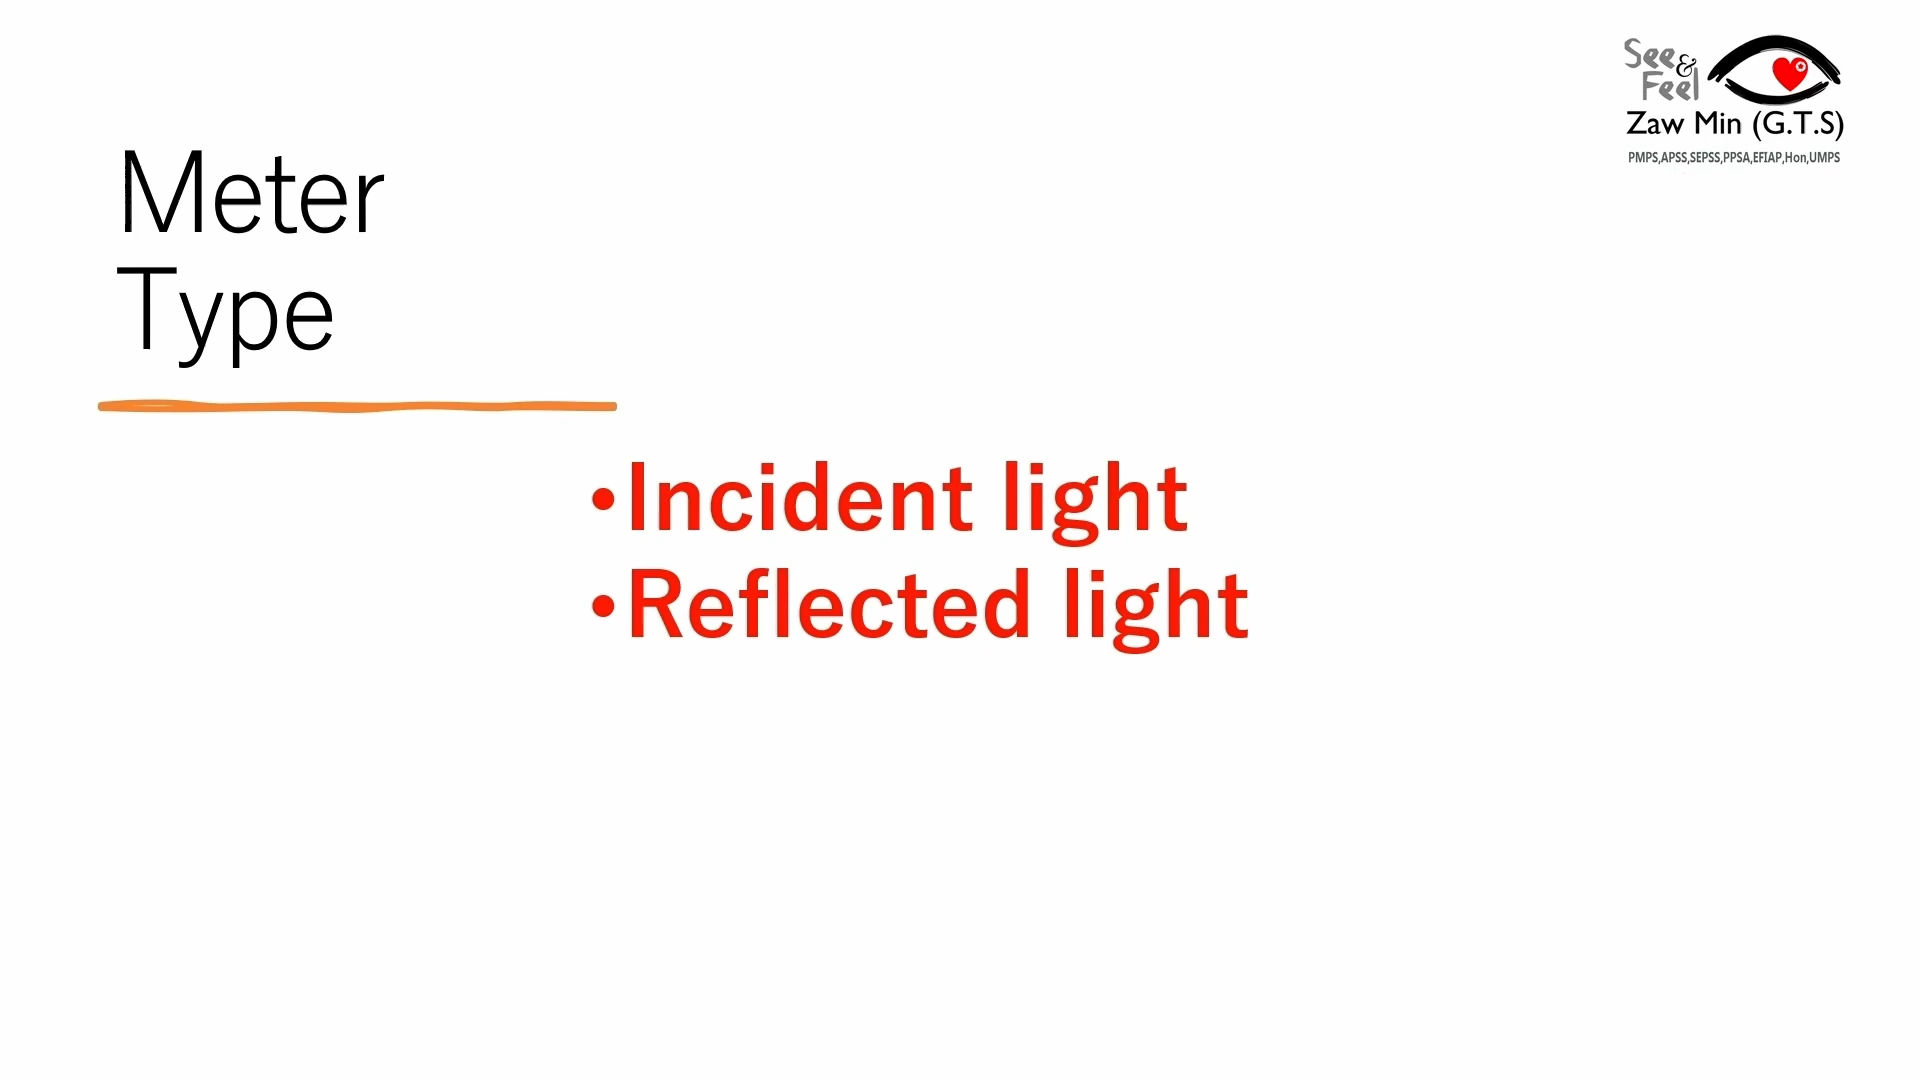 See &
Feel
Zaw Min (G.T.S)
PMPS,APSS,SEPSS,PPSA,EFIAP,Hon,UMPS
Meter
Type
•Incident light
•Reflected light